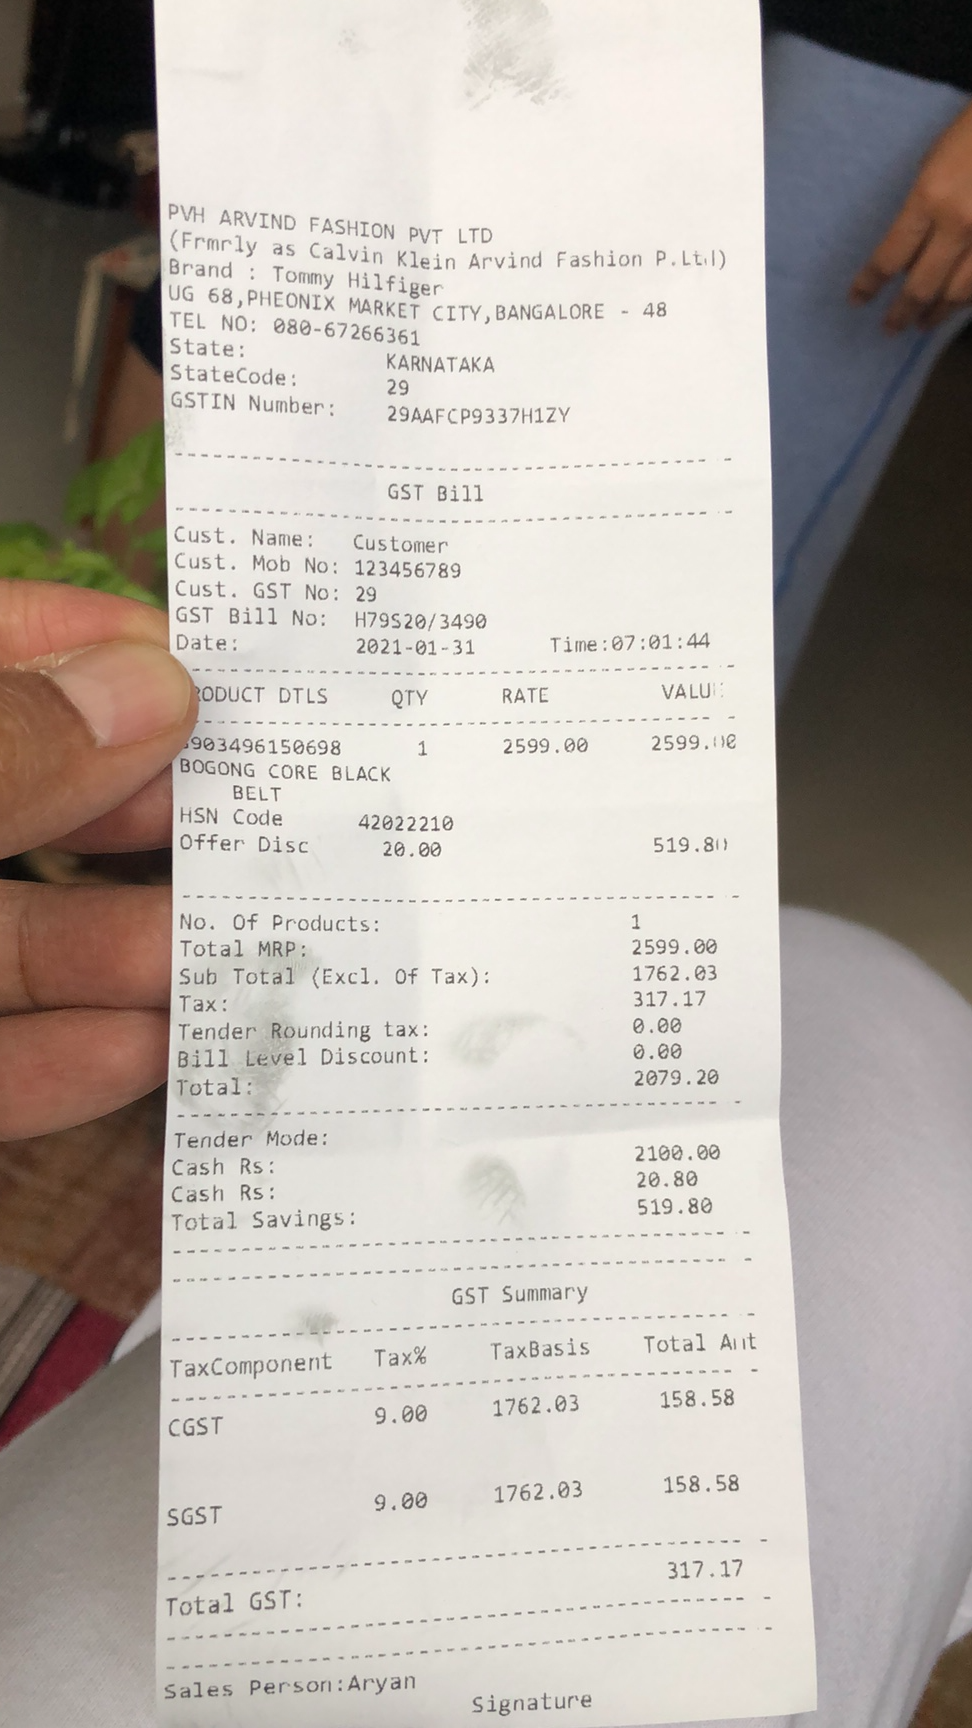 PVH ARVIND FASHION PVT LTD
(Frmrly as Calvin Klein Arvind Fashion P.Ltd)
Brand : Tommy Hilfiger
UG 68,PHEONIX MARKET CITY,BANGALORE - 48
TEL NO: 080-67266361
State: KARNATAKA
StateCode: 29
GSTIN Number: 29AAFCP9337H1ZY
GST Bill
Cust. Name: Customer
Cust. Mob No: 123456789
Cust. GST No: 29
GST Bill No: H79S20/3490
Date: 2021-01-31 Time:07:01:44
RODUCT DTLS QTY RATE VALU
903496150698 1 2599.00 2599.00
BOGONG CORE BLACK
BELT
HSN Code 42022210
Offer Disc 20.00 519.80
No. Of Products: 1
Total MRP: 2599.00
Sub Total (Excl. Of Tax): 1762.03
Tax: 317.17
Tender Rounding tax: 0.00
Bill Level Discount: 0.00
Total: 2079.20
Tender Mode:
Cash Rs: 2100.00
Cash Rs: 20.80
Total Savings: 519.80
GST Summary
TaxComponent Tax% TaxBasis Total Amt
CGST 9.00 1762.03 158.58
SGST 9.00 1762.03 158.58
Total GST: 317.17
Sales Person:Aryan
Signature